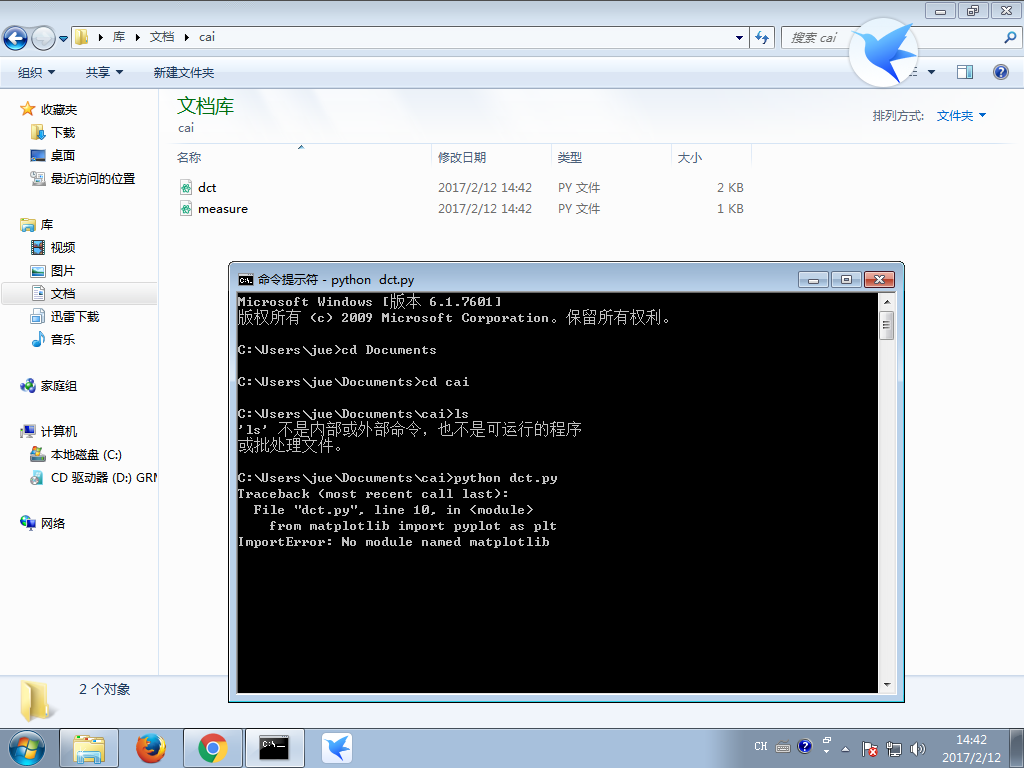 库 文档 cai
搜索 cai
组织 共享 新建文件夹
收藏夹
下载
桌面
最近访问的位置
库
视频
图片
文档
迅雷下载
音乐
家庭组
计算机
本地磁盘 (C:)
CD 驱动器 (D:) GRM
网络
文档库
cai
排列方式: 文件夹
名称 修改日期 类型 大小
dct 2017/2/12 14:42 PY 文件 2 KB
measure 2017/2/12 14:42 PY 文件 1 KB
命令提示符 - python dct.py
Microsoft Windows [版本 6.1.7601]
版权所有 (c) 2009 Microsoft Corporation。保留所有权利。
C:\Users\jue>cd Documents
C:\Users\jue\Documents>cd cai
C:\Users\jue\Documents\cai>ls
'ls' 不是内部或外部命令，也不是可运行的程序
或批处理文件。
C:\Users\jue\Documents\cai>python dct.py
Traceback (most recent call last):
File "dct.py", line 10, in <module>
from matplotlib import pyplot as plt
ImportError: No module named matplotlib
2 个对象
C:\_
CH
14:42
2017/2/12